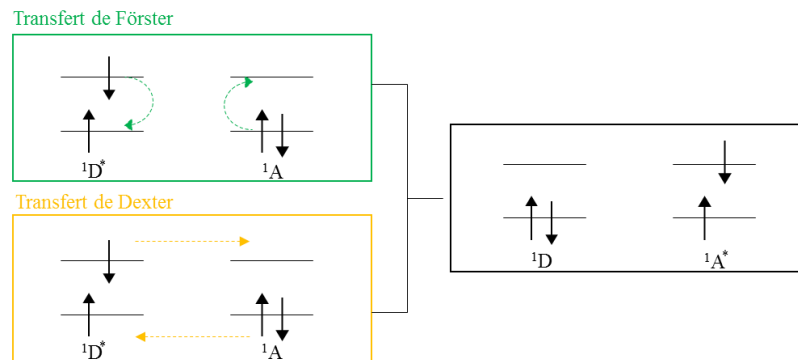 Transfert de Förster
¹D* ¹A
Transfert de Dexter
¹D* ¹A
¹D ¹A*